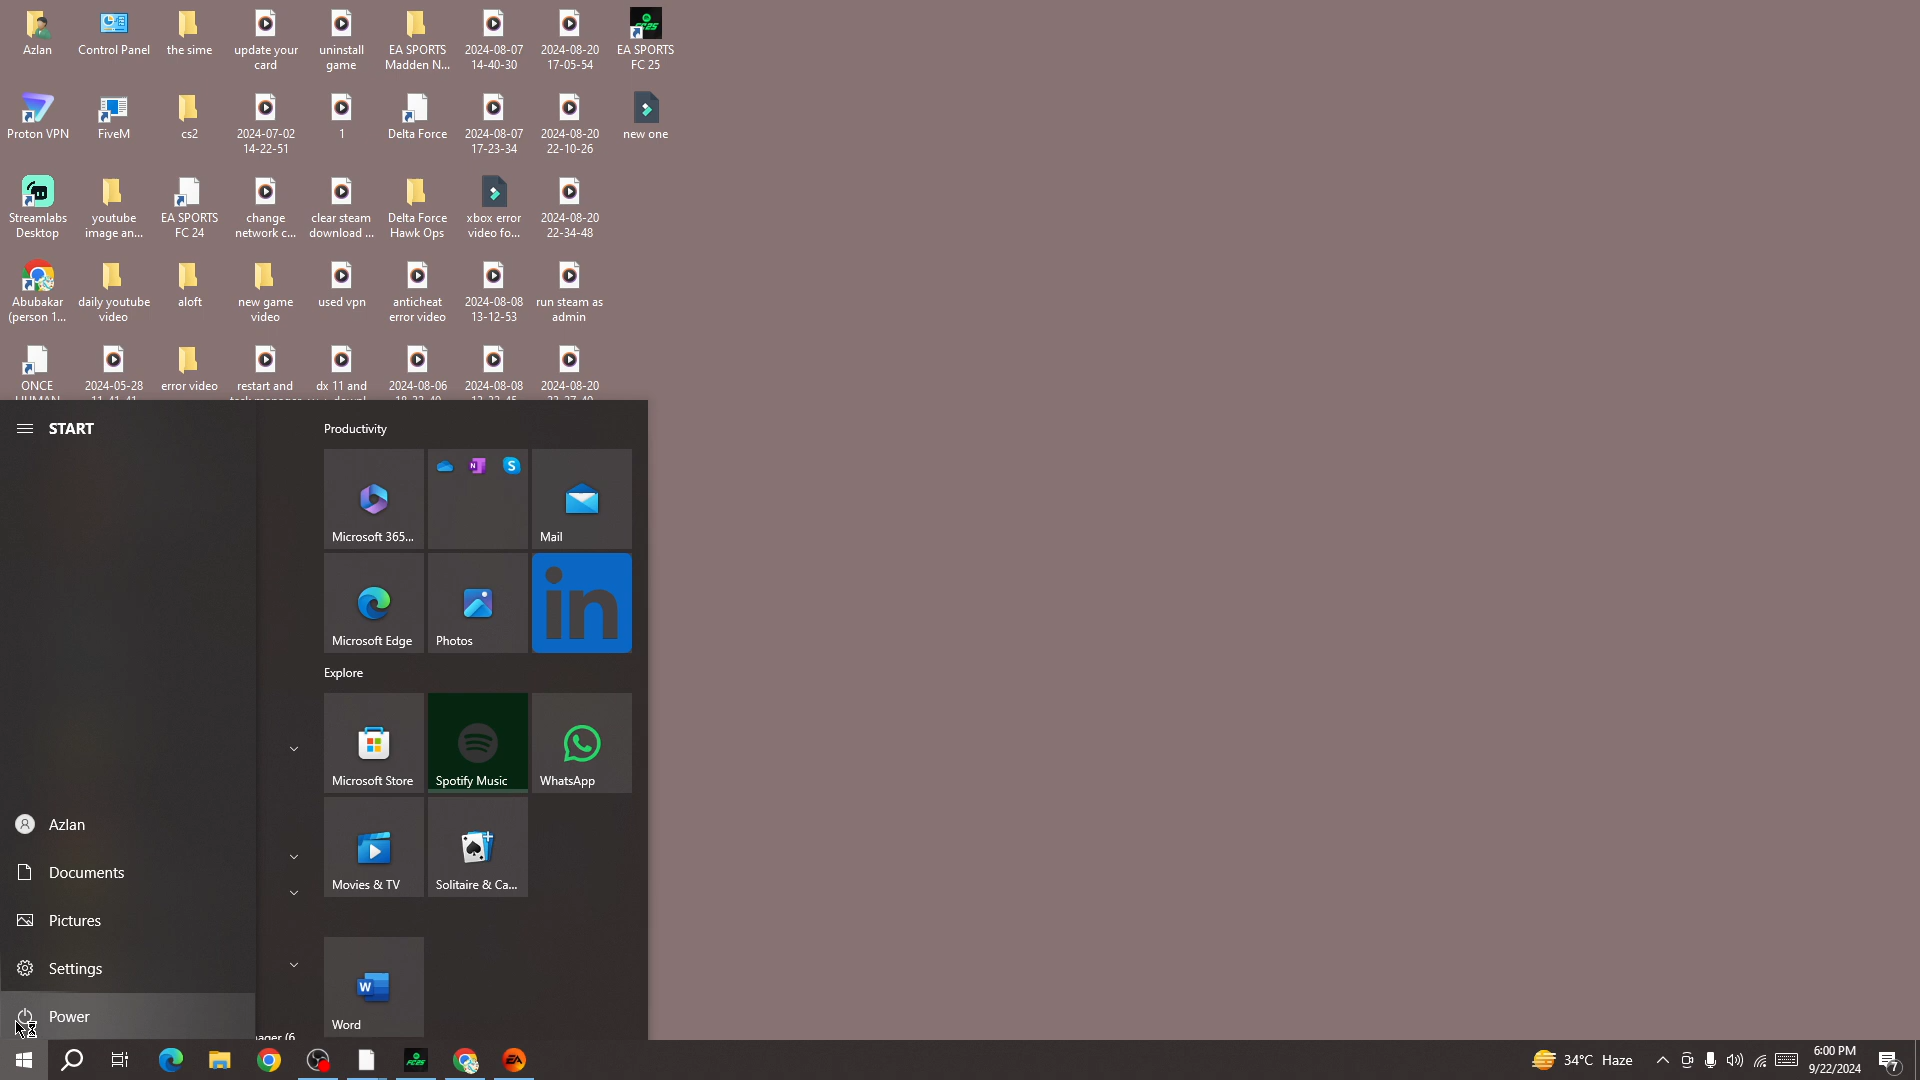 Azlan
Control Panel
the sime
update your
card
uninstall
game
EA SPORTS
Madden N...
2024-08-07
14-40-30
2024-08-20
17-05-54
EA SPORTS
FC 25
Proton VPN
FiveM
cs2
2024-07-02
14-22-51
1
Delta Force
2024-08-07
17-23-34
2024-08-20
22-10-26
new one
Streamlabs
Desktop
youtube
image an...
EA SPORTS
FC 24
change
network c...
clear steam
download ...
Delta Force
Hawk Ops
xbox error
video fo...
2024-08-20
22-34-48
Abubakar
(person 1...
daily youtube
video
aloft
new game
video
used vpn
anticheat
error video
2024-08-08
13-12-53
run steam as
admin
ONCE
HUMAN
2024-05-28
11-41-41
error video
restart and
dx 11 and
2024-08-06
2024-08-08
2024-08-20
START
Productivity
Microsoft 365...
Mail
Microsoft Edge
Photos
in
Explore
Microsoft Store
Spotify Music
WhatsApp
Movies & TV
Solitaire & Ca...
Azlan
Documents
Pictures
Settings
Power
Word
34°C Haze
6:00 PM
9/22/2024
7